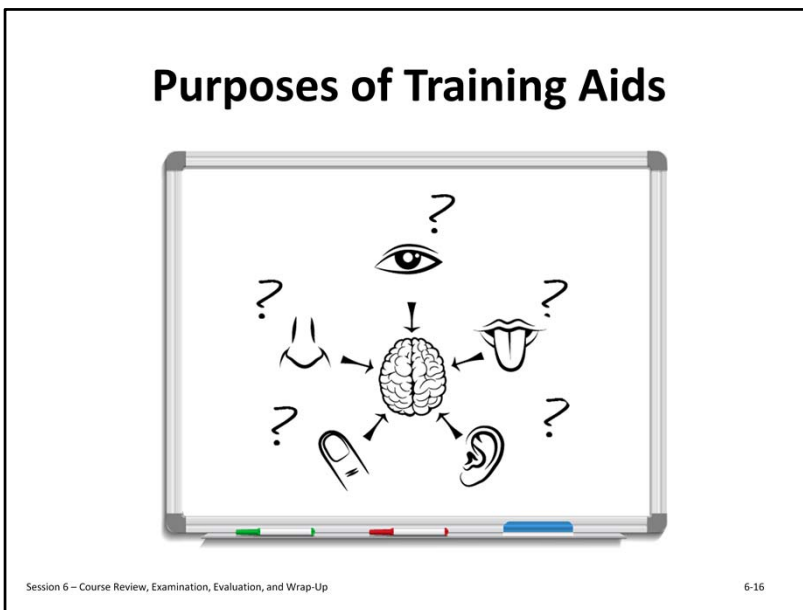 Purposes of Training Aids
?
? ?
? ?
Session 6 – Course Review, Examination, Evaluation, and Wrap-Up 6-16